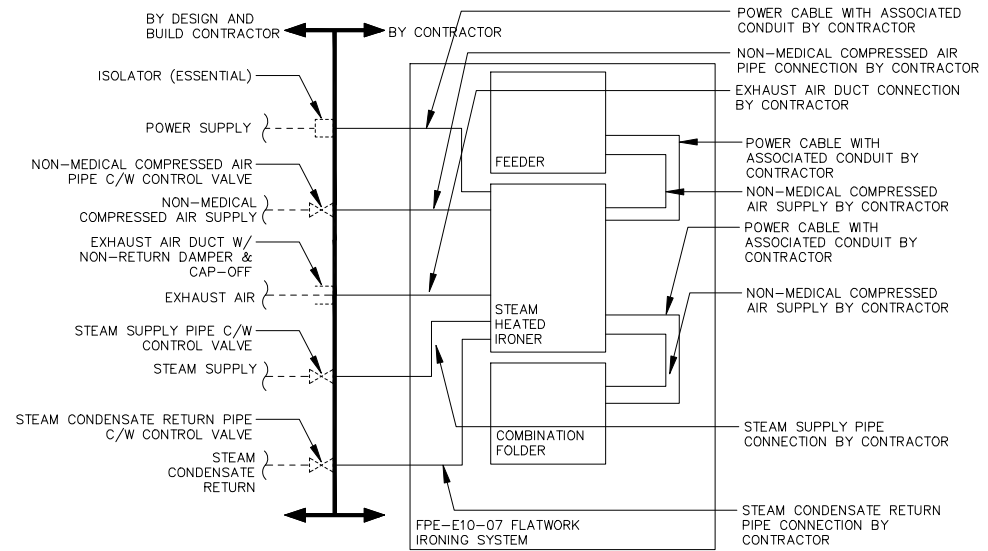 BY DESIGN AND
BUILD CONTRACTOR
BY CONTRACTOR
ISOLATOR (ESSENTIAL)
POWER SUPPLY
NON-MEDICAL COMPRESSED AIR
PIPE C/W CONTROL VALVE
NON-MEDICAL
COMPRESSED AIR SUPPLY
EXHAUST AIR DUCT W/
NON-RETURN DAMPER &
CAP-OFF
EXHAUST AIR
STEAM SUPPLY PIPE C/W
CONTROL VALVE
STEAM SUPPLY
STEAM CONDENSATE RETURN PIPE
C/W CONTROL VALVE
STEAM
CONDENSATE
RETURN
FEEDER
STEAM
HEATED
IRONER
COMBINATION
FOLDER
FPE-E10-07 FLATWORK
IRONING SYSTEM
POWER CABLE WITH ASSOCIATED
CONDUIT BY CONTRACTOR
NON-MEDICAL COMPRESSED AIR
PIPE CONNECTION BY CONTRACTOR
EXHAUST AIR DUCT CONNECTION
BY CONTRACTOR
POWER CABLE WITH
ASSOCIATED CONDUIT BY
CONTRACTOR
NON-MEDICAL COMPRESSED
AIR SUPPLY BY CONTRACTOR
POWER CABLE WITH
ASSOCIATED CONDUIT BY
CONTRACTOR
NON-MEDICAL COMPRESSED
AIR SUPPLY BY CONTRACTOR
STEAM SUPPLY PIPE
CONNECTION BY CONTRACTOR
STEAM CONDENSATE RETURN
PIPE CONNECTION BY
CONTRACTOR